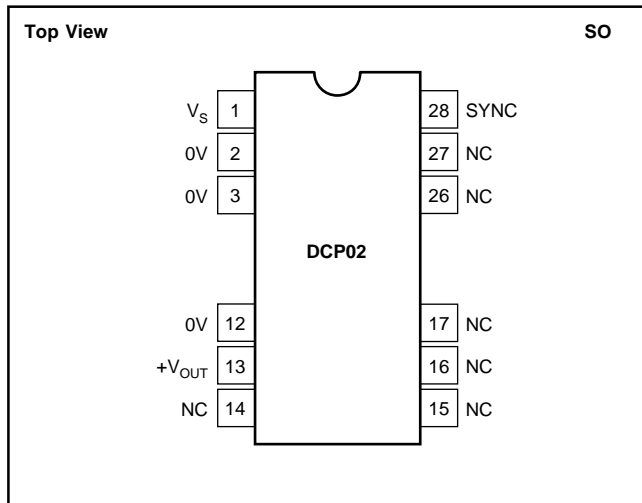 Top View SO
V_S 1 28 SYNC
0V 2 27 NC
0V 3 26 NC
DCP02
0V 12 17 NC
+V_OUT 13 16 NC
NC 14 15 NC